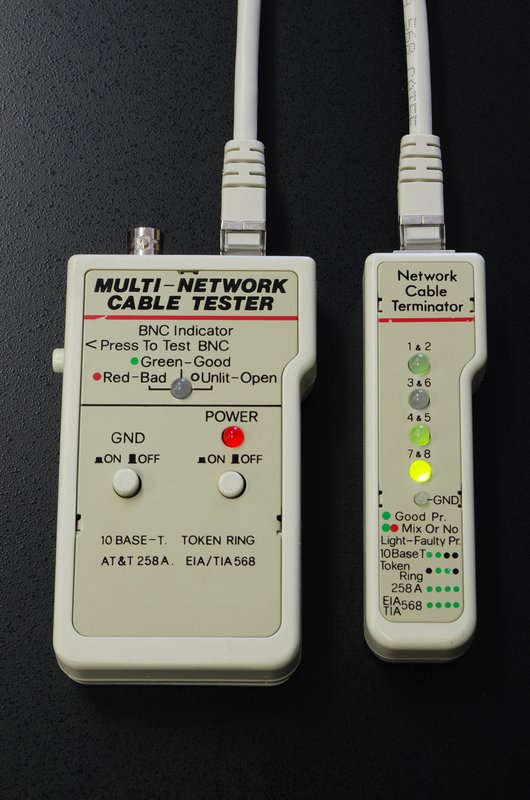 MULTI-NETWORK
CABLE TESTER
BNC Indicator
< Press To Test BNC
Green-Good
Red-Bad Unlit-Open
POWER
GND
ON OFF ON OFF
10 BASE-T. TOKEN RING
AT&T 258A. EIA/TIA 568
Network
Cable
Terminator
1 & 2
3 & 6
4 & 5
7 & 8
GND
Good Pr.
Mix Or No
Light-Faulty Pr.
10BaseT
Token
Ring
258A
EIA
TIA 568